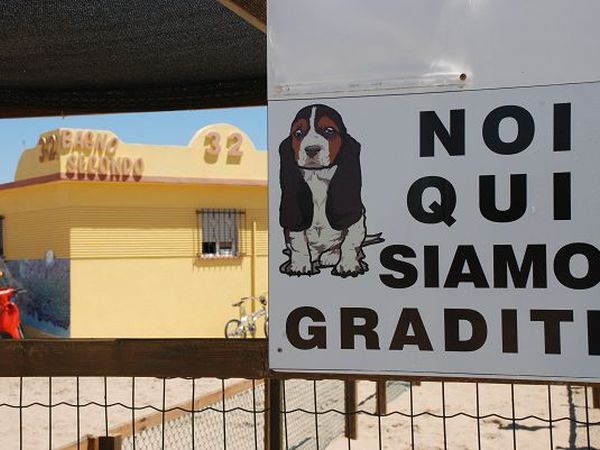 32 BAGNO 32
SECONDO
NOI
QUI
SIAMO
GRADITI